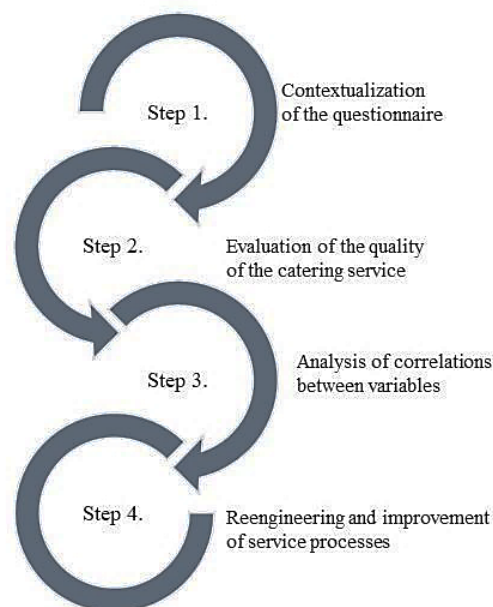 Step 1.
Contextualization
of the questionnaire
Step 2.
Evaluation of the quality
of the catering service
Step 3.
Analysis of correlations
between variables
Step 4.
Reengineering and improvement
of service processes